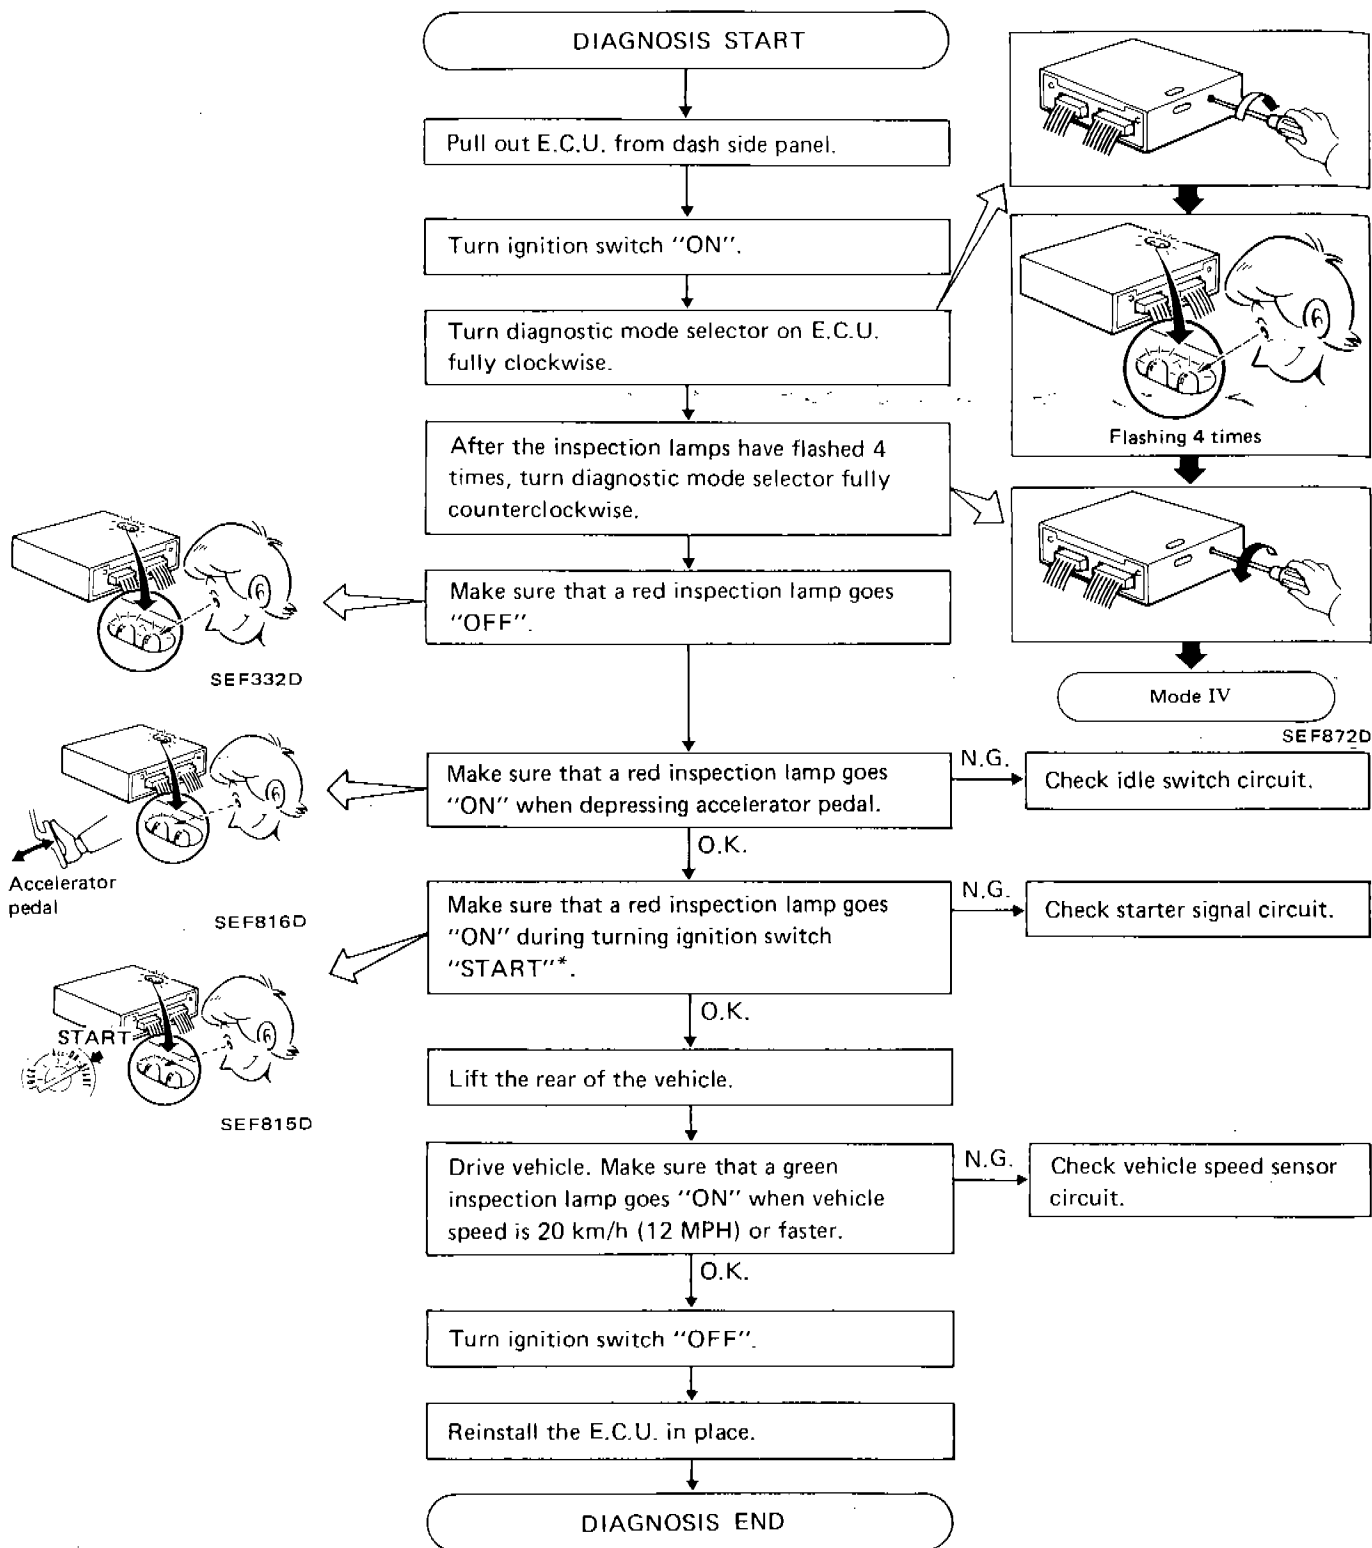 DIAGNOSIS START
Pull out E.C.U. from dash side panel.
Turn ignition switch "ON".
Turn diagnostic mode selector on E.C.U.
fully clockwise.
After the inspection lamps have flashed 4
times, turn diagnostic mode selector fully
counterclockwise.
Flashing 4 times
Mode IV
SEF872D
Make sure that a red inspection lamp goes
"OFF".
SEF332D
Make sure that a red inspection lamp goes
"ON" when depressing accelerator pedal.
N.G.
Check idle switch circuit.
O.K.
Accelerator
pedal
SEF816D
Make sure that a red inspection lamp goes
"ON" during turning ignition switch
"START"*.
N.G.
Check starter signal circuit.
O.K.
START
SEF815D
Lift the rear of the vehicle.
Drive vehicle. Make sure that a green
inspection lamp goes "ON" when vehicle
speed is 20 km/h (12 MPH) or faster.
N.G.
Check vehicle speed sensor
circuit.
O.K.
Turn ignition switch "OFF".
Reinstall the E.C.U. in place.
DIAGNOSIS END